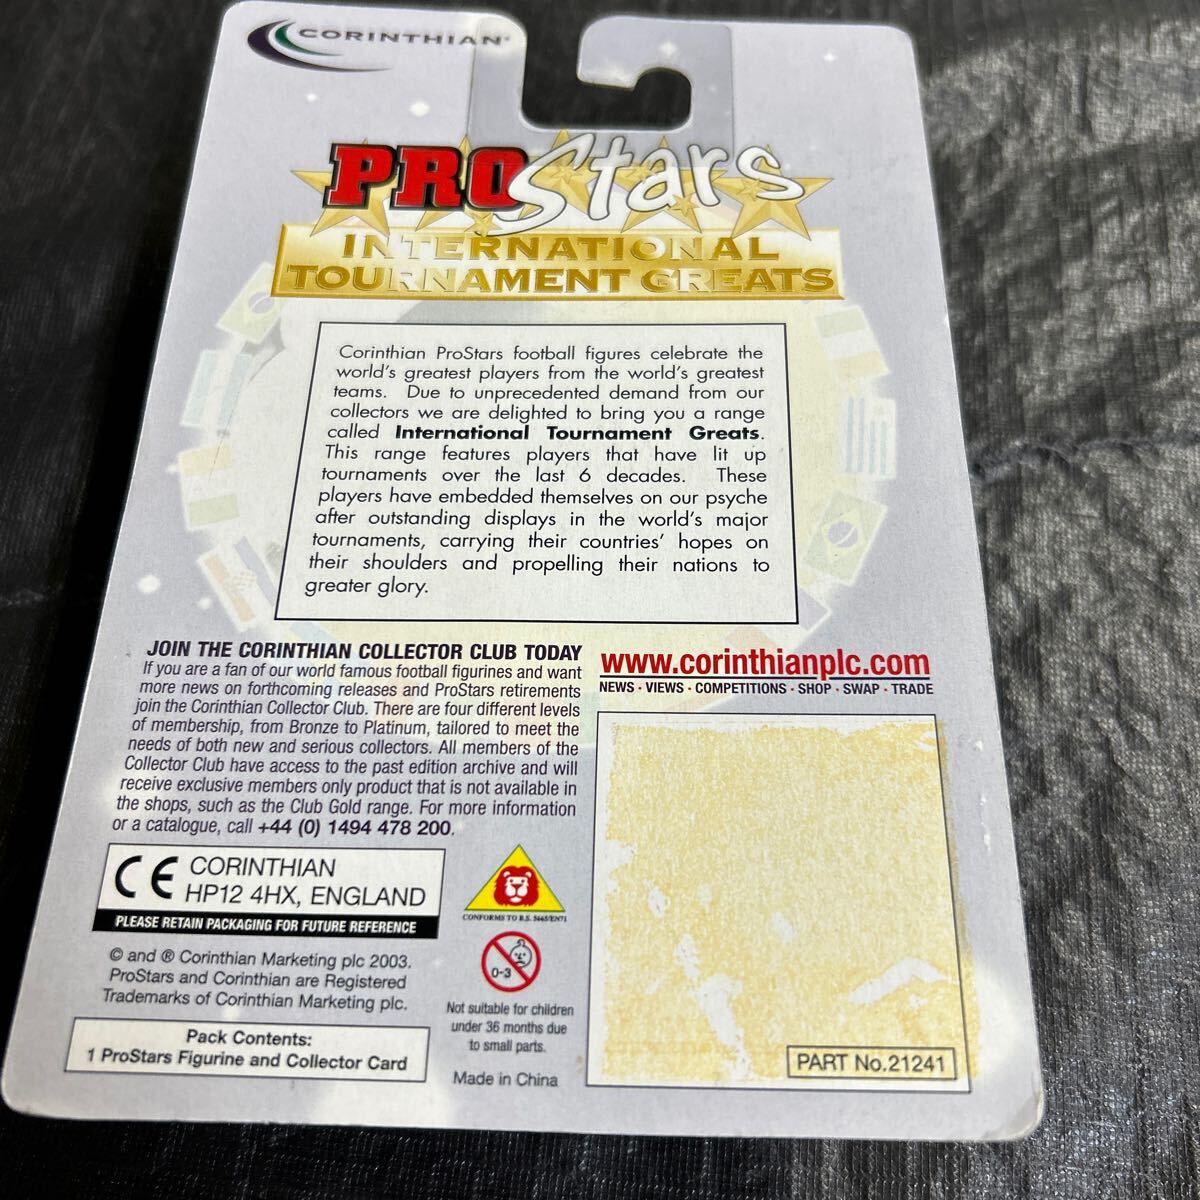 CORINTHIAN
PRO Stars
INTERNATIONAL
TOURNAMENT GREATS
Corinthian ProStars football figures celebrate the
world's greatest players from the world's greatest
teams. Due to unprecedented demand from our
collectors we are delighted to bring you a range
called International Tournament Greats.
This range features players that have lit up
tournaments over the last 6 decades. These
players have embedded themselves on our psyche
after outstanding displays in the world's major
tournaments, carrying their countries' hopes on
their shoulders and propelling their nations to
greater glory.
JOIN THE CORINTHIAN COLLECTOR CLUB TODAY
If you are a fan of our world famous football figurines and want
more news on forthcoming releases and ProStars retirements
join the Corinthian Collector Club. There are four different levels
of membership, from Bronze to Platinum, tailored to meet the
needs of both new and serious collectors. All members of the
Collector Club have access to the past edition archive and will
receive exclusive members only product that is not available in
the shops, such as the Club Gold range. For more information
or a catalogue, call +44 (0) 1494 478 200.
www.corinthianplc.com
NEWS · VIEWS · COMPETITIONS · SHOP · SWAP · TRADE
CE CORINTHIAN
HP12 4HX, ENGLAND
PLEASE RETAIN PACKAGING FOR FUTURE REFERENCE
© and ® Corinthian Marketing plc 2003.
ProStars and Corinthian are Registered
Trademarks of Corinthian Marketing plc.
Pack Contents:
1 ProStars Figurine and Collector Card
CONFORMS TO B.S. 5665/EN71
0-3
Not suitable for children
under 36 months due
to small parts.
Made in China
PART No.21241